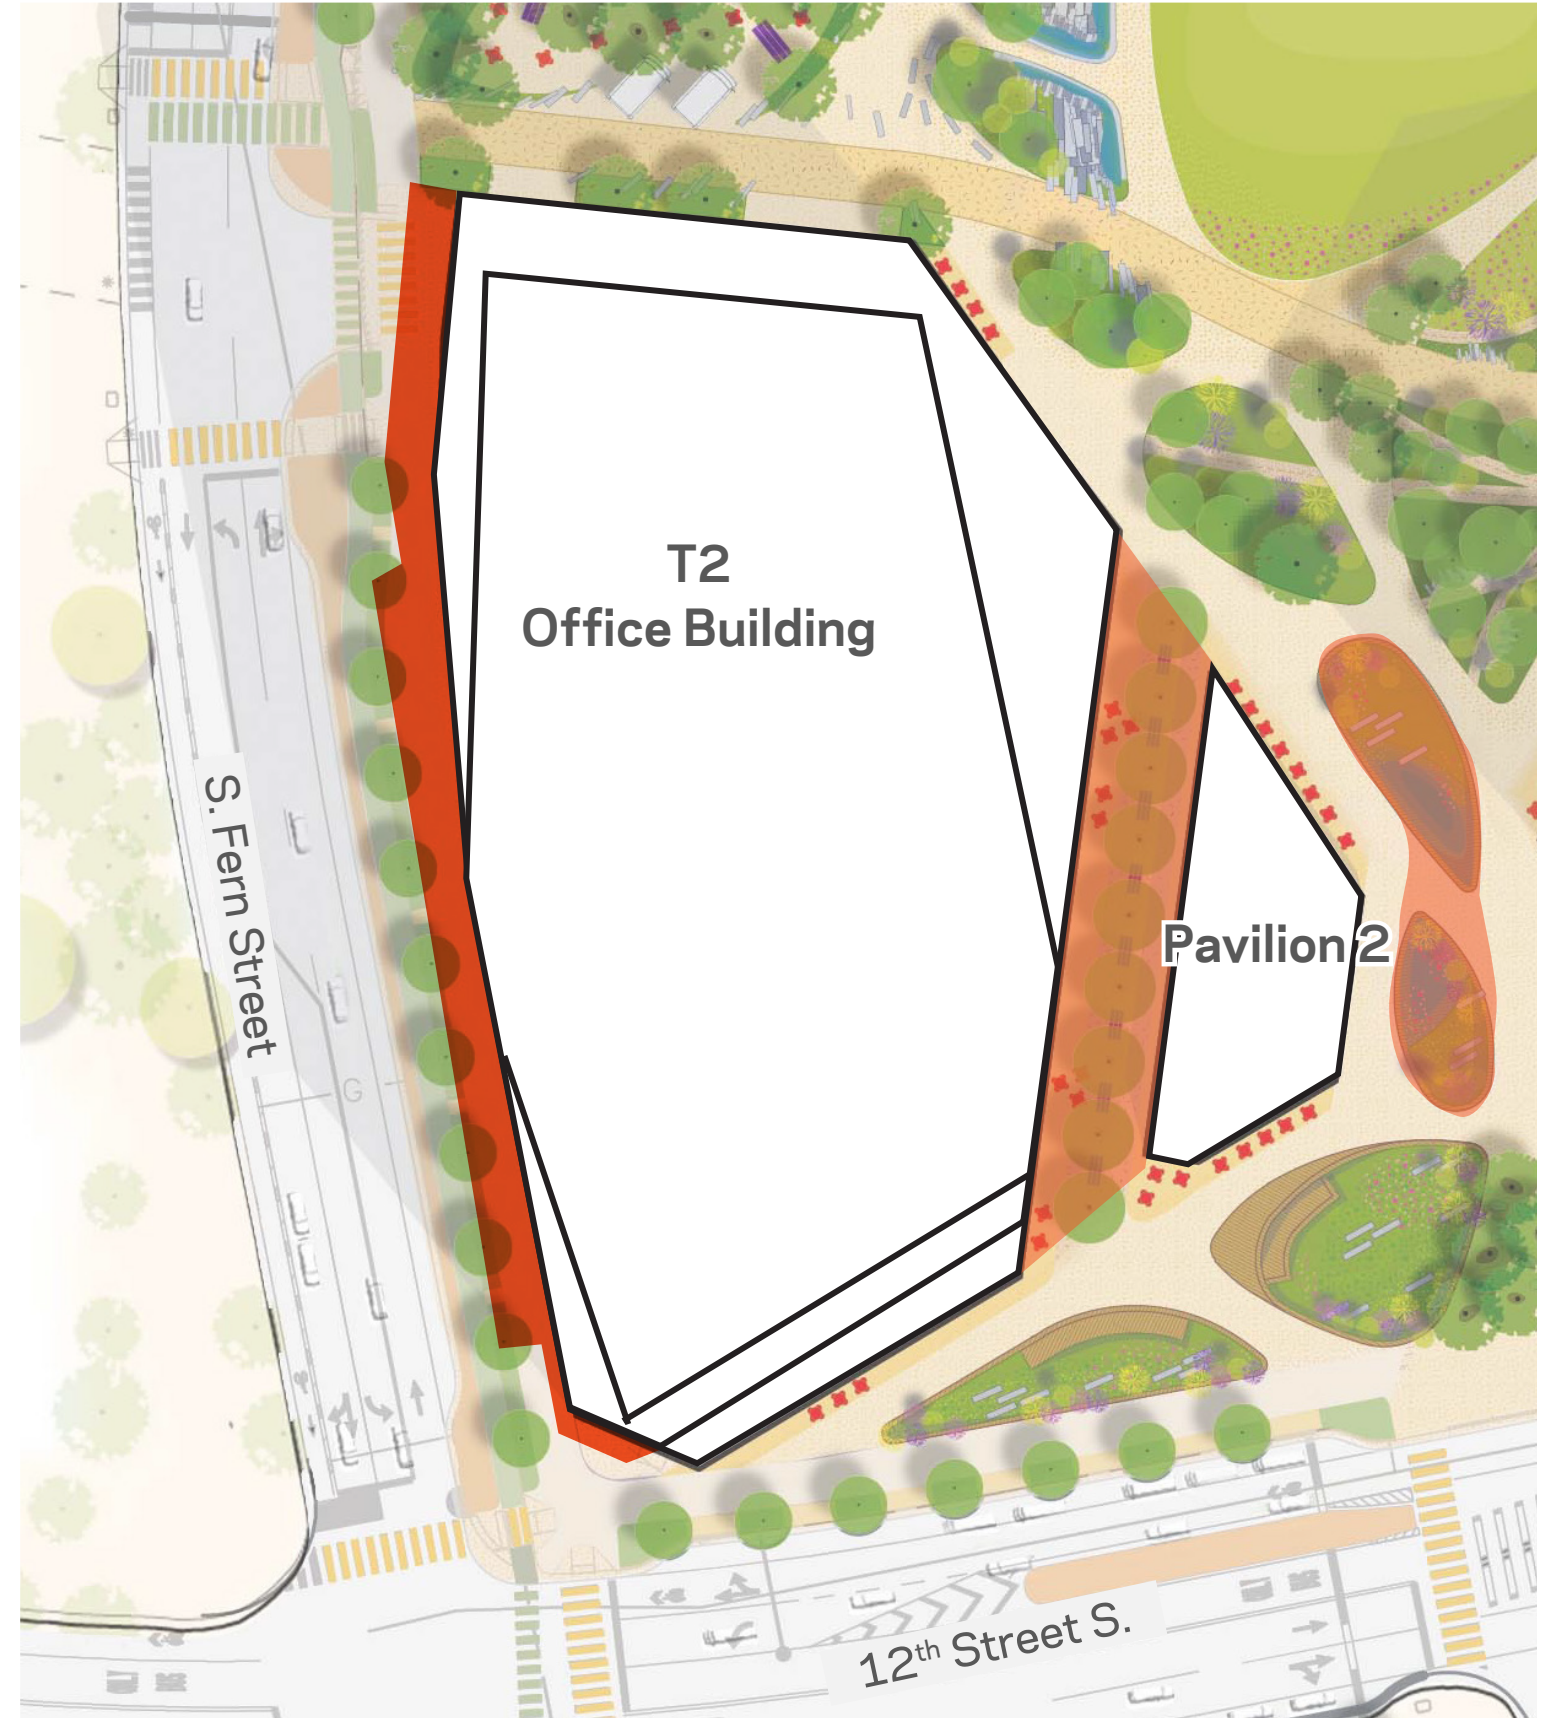 T2
Office Building
S. Fern Street
Pavilion 2
G
12th Street S.